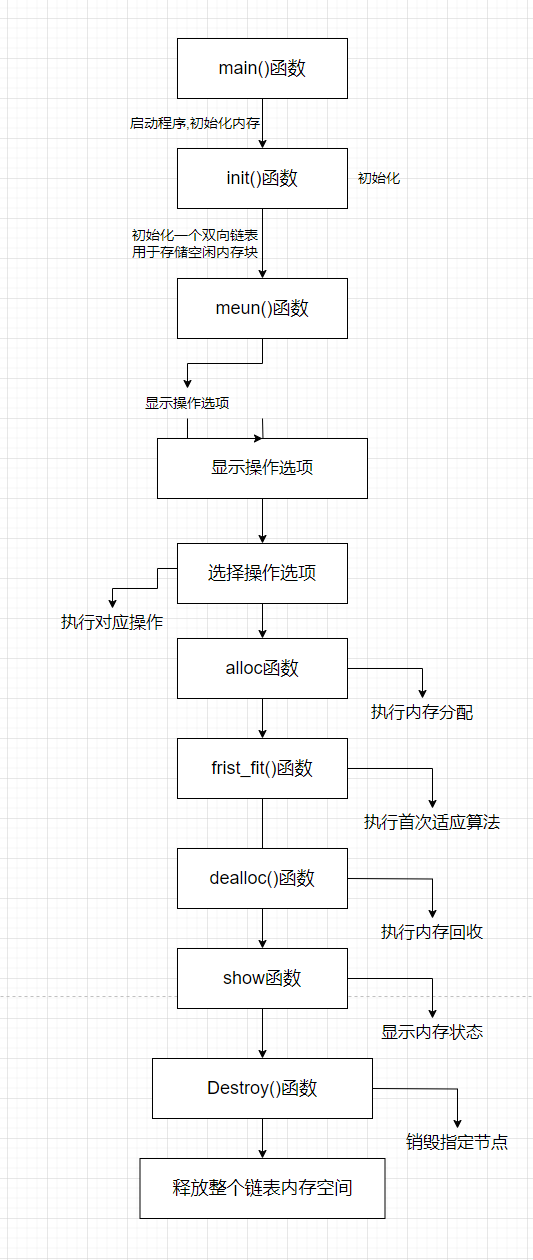 main()函数
启动程序,初始化内存
init()函数
初始化
初始化一个双向链表
用于存储空闲内存块
meun()函数
显示操作选项
显示操作选项
选择操作选项
执行对应操作
alloc函数
执行内存分配
frist_fit()函数
执行首次适应算法
dealloc()函数
执行内存回收
show函数
显示内存状态
Destroy()函数
销毁指定节点
释放整个链表内存空间